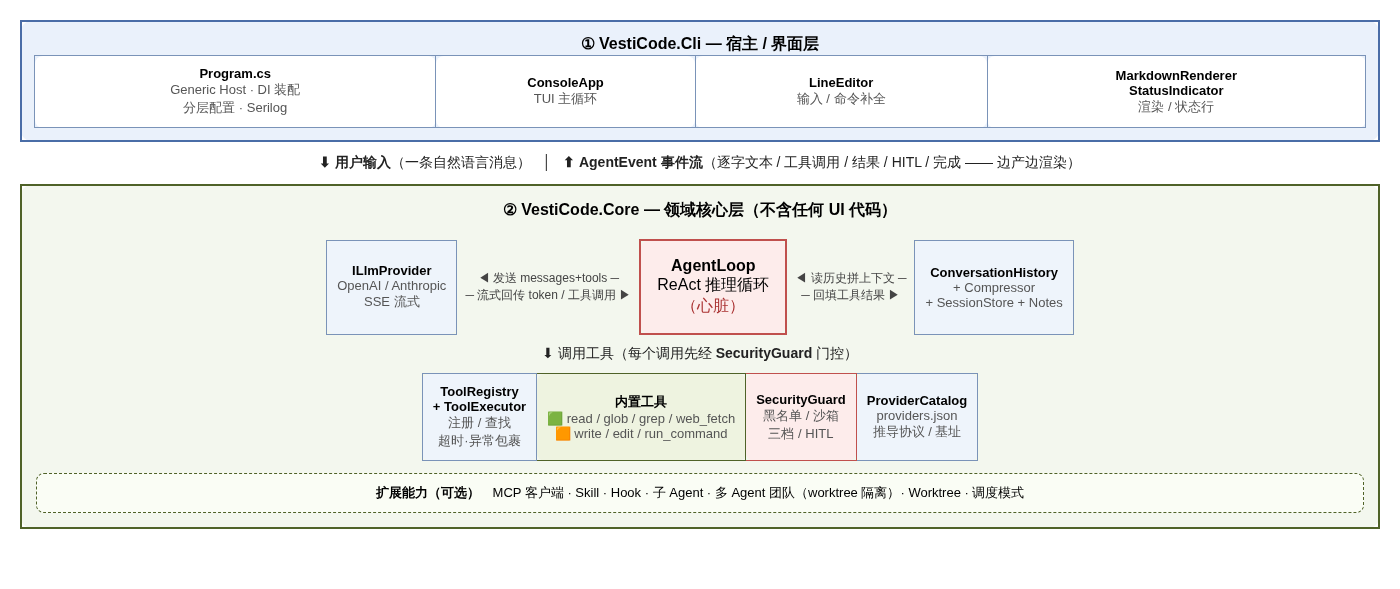 ① VestiCode.Cli — 宿主 / 界面层
Program.cs
Generic Host · DI 装配
分层配置 · Serilog
ConsoleApp
TUI 主循环
LineEditor
输入 / 命令补全
MarkdownRenderer
StatusIndicator
渲染 / 状态行
⬇ 用户输入（一条自然语言消息） │ ⬆ AgentEvent 事件流（逐字文本 / 工具调用 / 结果 / HITL / 完成 —— 边产边渲染）
② VestiCode.Core — 领域核心层（不含任何 UI 代码）
ILlmProvider
OpenAI / Anthropic
SSE 流式
◀ 发送 messages+tools ─
─ 流式回传 token / 工具调用 ▶
AgentLoop
ReAct 推理循环
（心脏）
◀ 读历史拼上下文 ─
─ 回填工具结果 ▶
ConversationHistory
+ Compressor
+ SessionStore + Notes
⬇ 调用工具（每个调用先经 SecurityGuard 门控）
ToolRegistry
+ ToolExecutor
注册 / 查找
超时·异常包裹
内置工具
🟩 read / glob / grep / web_fetch
🟧 write / edit / run_command
SecurityGuard
黑名单 / 沙箱
三档 / HITL
ProviderCatalog
providers.json
推导协议 / 基址
扩展能力（可选） MCP 客户端 · Skill · Hook · 子 Agent · 多 Agent 团队（worktree 隔离）· Worktree · 调度模式